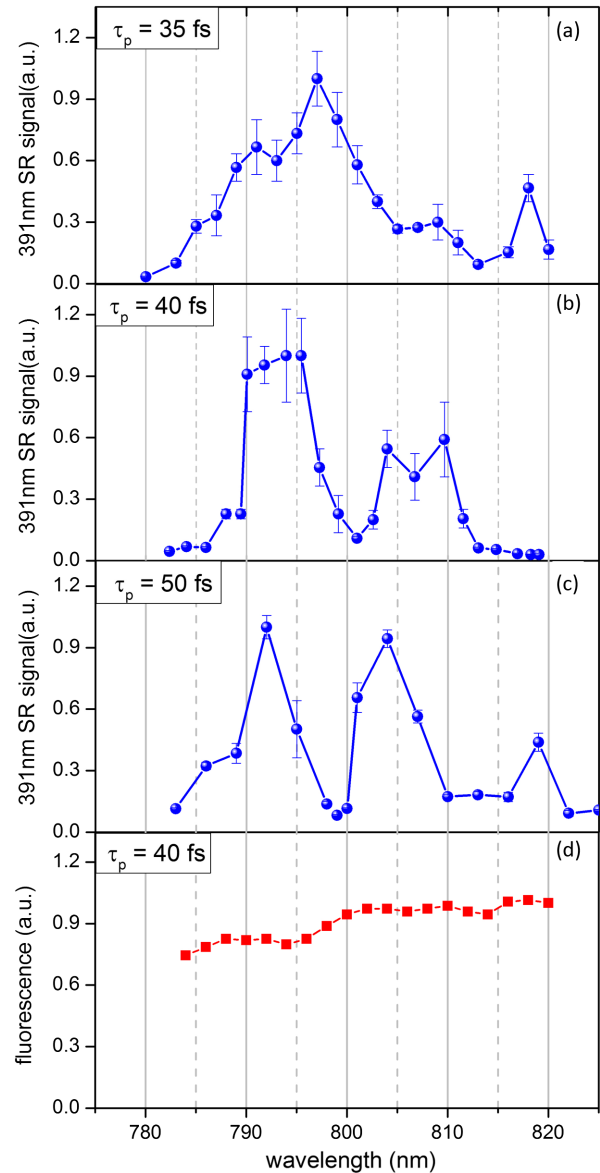 τp = 35 fs
(a)
1.2
0.9
0.6
0.3
0.0
391nm SR signal(a.u.)
τp = 40 fs
(b)
1.2
0.9
0.6
0.3
0.0
391nm SR signal(a.u.)
τp = 50 fs
(c)
1.2
0.9
0.6
0.3
0.0
391nm SR signal(a.u.)
τp = 40 fs
(d)
1.2
0.9
0.6
0.3
0.0
fluorescence (a.u.)
780 790 800 810 820
wavelength (nm)